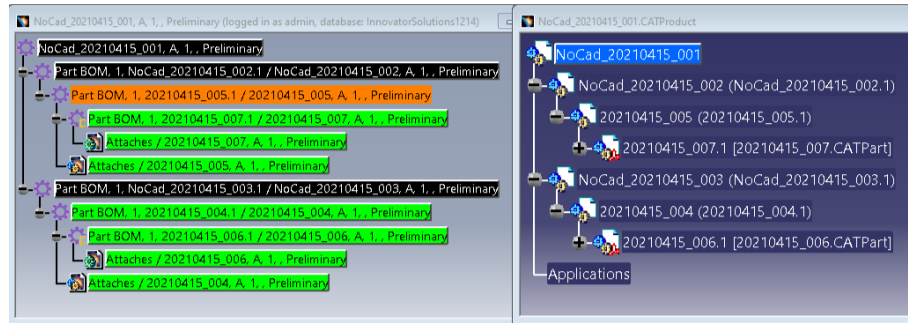 NoCad_20210415_001, A, 1, , Preliminary (logged in as admin, database: InnovatorSolutions1214)
NoCad_20210415_001, A, 1, , Preliminary
Part BOM, 1, NoCad_20210415_002.1 / NoCad_20210415_002, A, 1, , Preliminary
Part BOM, 1, 20210415_005.1 / 20210415_005, A, 1, , Preliminary
Part BOM, 1, 20210415_007.1 / 20210415_007, A, 1, , Preliminary
Attaches / 20210415_007, A, 1, , Preliminary
Attaches / 20210415_005, A, 1, , Preliminary
Part BOM, 1, NoCad_20210415_003.1 / NoCad_20210415_003, A, 1, , Preliminary
Part BOM, 1, 20210415_004.1 / 20210415_004, A, 1, , Preliminary
Part BOM, 1, 20210415_006.1 / 20210415_006, A, 1, , Preliminary
Attaches / 20210415_006, A, 1, , Preliminary
Attaches / 20210415_004, A, 1, , Preliminary
NoCad_20210415_001.CATProduct
NoCad_20210415_001
NoCad_20210415_002 (NoCad_20210415_002.1)
20210415_005 (20210415_005.1)
20210415_007.1 [20210415_007.CATPart]
NoCad_20210415_003 (NoCad_20210415_003.1)
20210415_004 (20210415_004.1)
20210415_006.1 [20210415_006.CATPart]
Applications